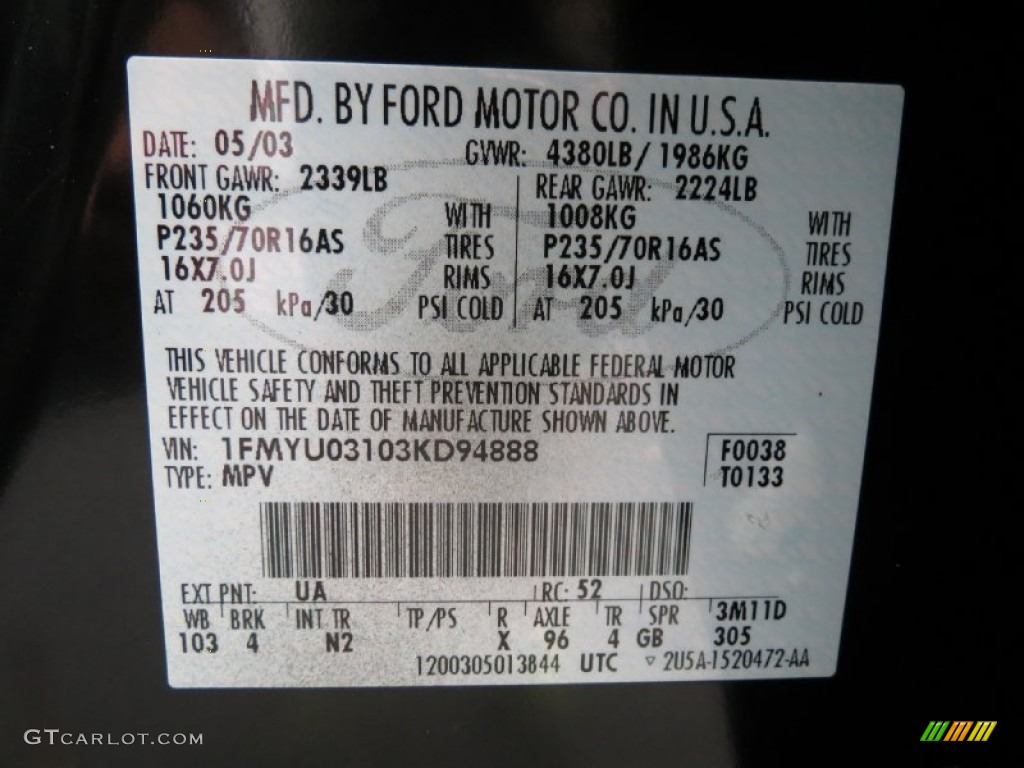 MFD. BY FORD MOTOR CO. IN U.S.A.
DATE: 05/03 GVWR: 4380LB/ 1986KG
FRONT GAWR: 2339LB REAR GAWR: 2224LB
1060KG WITH 1008KG WITH
P235/70R16AS TIRES P235/70R16AS TIRES
16X7.0J RIMS 16X7.0J RIMS
AT 205 kPa/30 PSI COLD AT 205 kPa/30 PSI COLD
Ford
THIS VEHICLE CONFORMS TO ALL APPLICABLE FEDERAL MOTOR
VEHICLE SAFETY AND THEFT PREVENTION STANDARDS IN
EFFECT ON THE DATE OF MANUFACTURE SHOWN ABOVE.
VIN: 1FMYU03103KD94888 F0038
TYPE: MPV T0133
EXT PNT: UA RC: 52 DSO:
WB BRK INT TR TP/PS R AXLE TR SPR 3M11D
103 4 N2 X 96 4 GB 305
1200305013844 UTC ▽ 2U5A-1520472-AA
GTCARLOT.COM